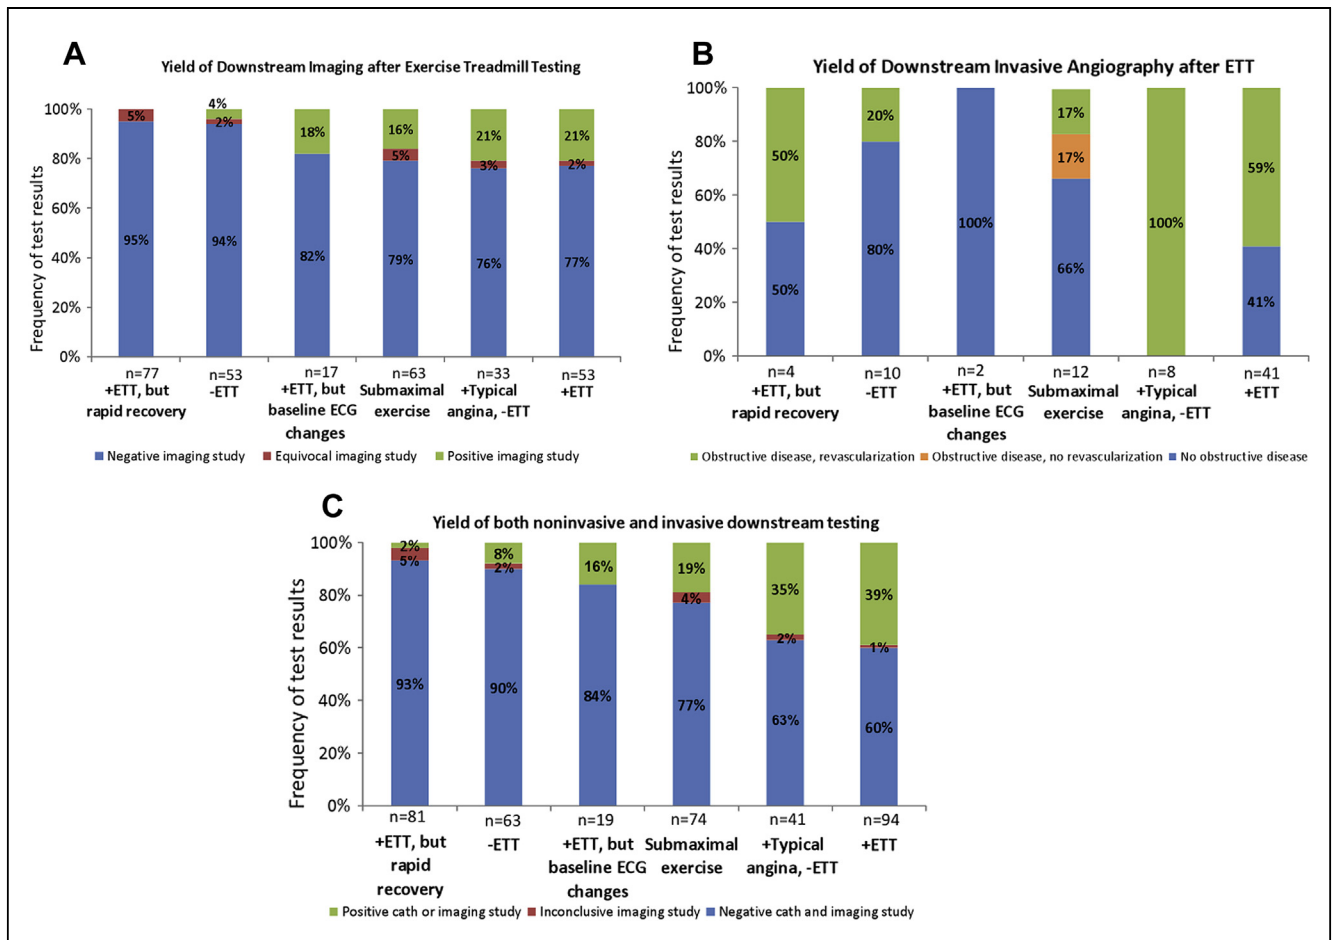 A
Yield of Downstream Imaging after Exercise Treadmill Testing
Frequency of test results
100%
80%
60%
40%
20%
0%
5%
95%
4%
2%
94%
18%
82%
16%
5%
79%
21%
3%
76%
21%
2%
77%
n=77
+ETT, but
rapid recovery
n=53
-ETT
n=17
+ETT, but
baseline ECG
changes
n=63
Submaximal
exercise
n=33
+Typical
angina, -ETT
n=53
+ETT
Negative imaging study
Equivocal imaging study
Positive imaging study
B
Yield of Downstream Invasive Angiography after ETT
Frequency of test results
100%
80%
60%
40%
20%
0%
50%
50%
20%
80%
100%
17%
17%
66%
100%
59%
41%
n=4
+ETT, but
rapid recovery
n=10
-ETT
n=2
+ETT, but
baseline ECG
changes
n=12
Submaximal
exercise
n=8
+Typical
angina, -ETT
n=41
+ETT
Obstructive disease, revascularization
Obstructive disease, no revascularization
No obstructive disease
C
Yield of both noninvasive and invasive downstream testing
Frequency of test results
100%
80%
60%
40%
20%
0%
2%
5%
93%
8%
2%
90%
16%
84%
19%
4%
77%
35%
2%
63%
39%
1%
60%
n=81
+ETT, but
rapid
recovery
n=63
-ETT
n=19
+ETT, but
baseline ECG
changes
n=74
Submaximal
exercise
n=41
+Typical
angina, -ETT
n=94
+ETT
Positive cath or imaging study
Inconclusive imaging study
Negative cath and imaging study